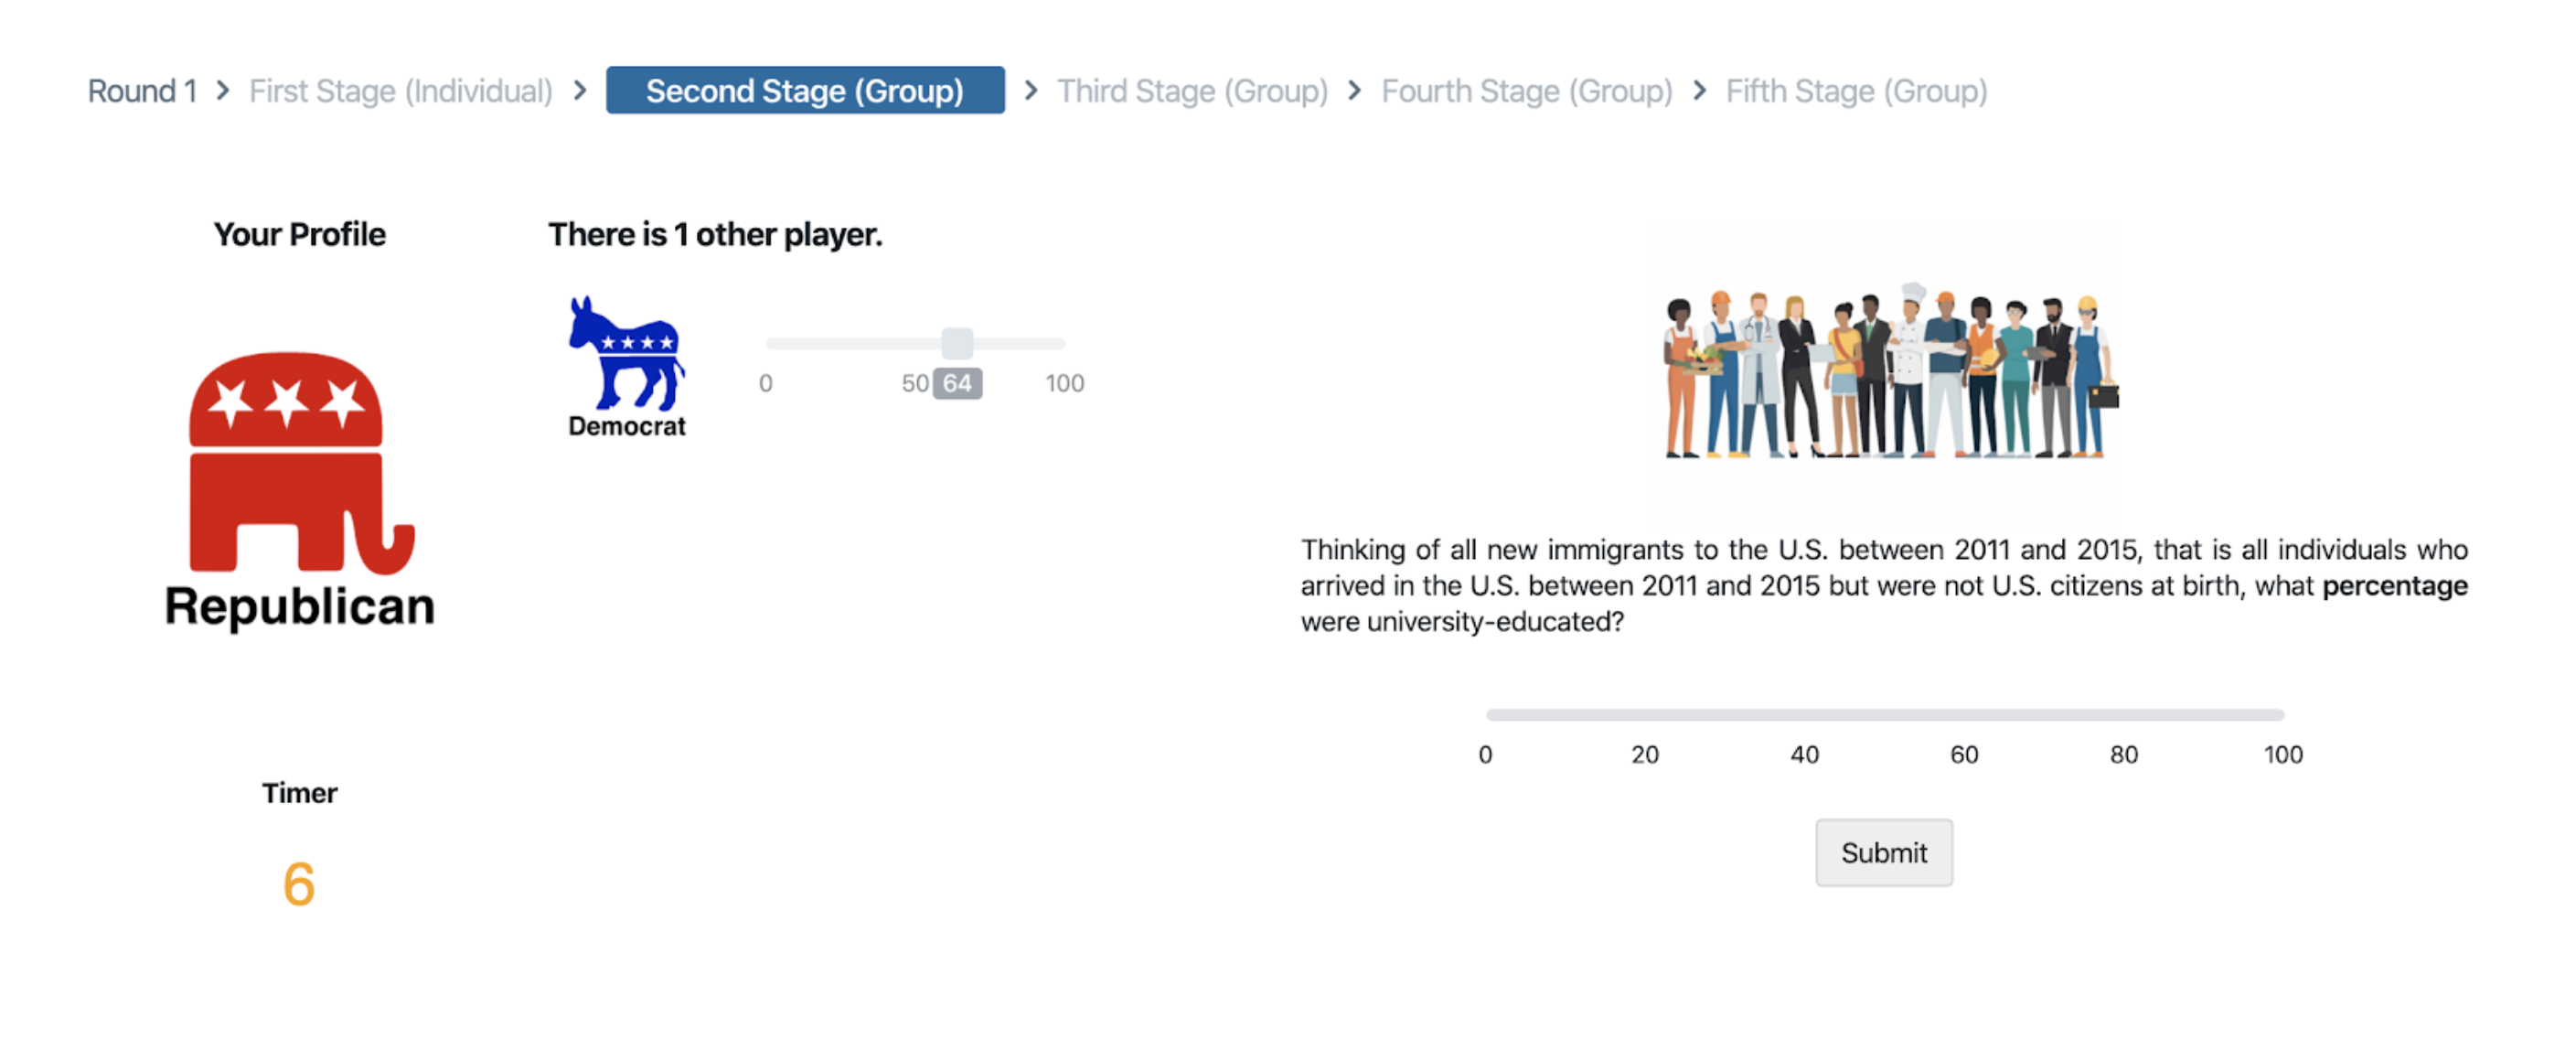 Round 1 > First Stage (Individual) > Second Stage (Group) > Third Stage (Group) > Fourth Stage (Group) > Fifth Stage (Group)
Your Profile
Republican
Timer
6
There is 1 other player.
Democrat
0 50 64 100
Thinking of all new immigrants to the U.S. between 2011 and 2015, that is all individuals who
arrived in the U.S. between 2011 and 2015 but were not U.S. citizens at birth, what percentage
were university-educated?
0 20 40 60 80 100
Submit